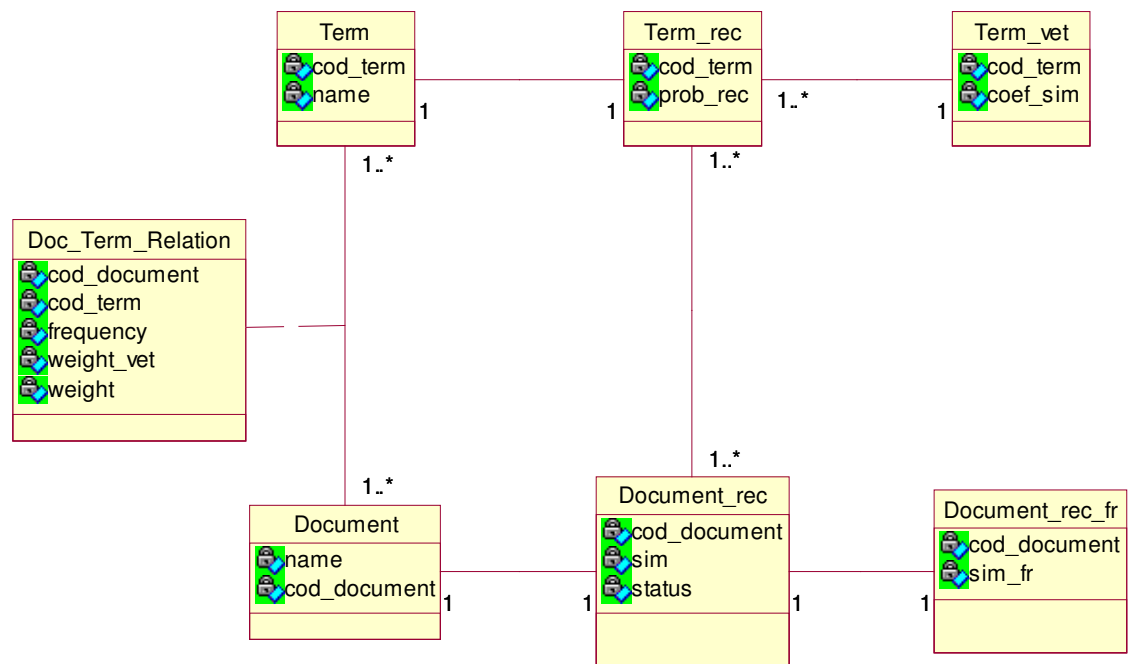 Term
cod_term
name
1
Term_rec
cod_term
prob_rec
1
1..*
Term_vet
cod_term
coef_sim
1
1..*
1..*
Doc_Term_Relation
cod_document
cod_term
frequency
weight_vet
weight
1..*
1..*
Document
name
cod_document
1
Document_rec
cod_document
sim
status
1
1
Document_rec_fr
cod_document
sim_fr
1